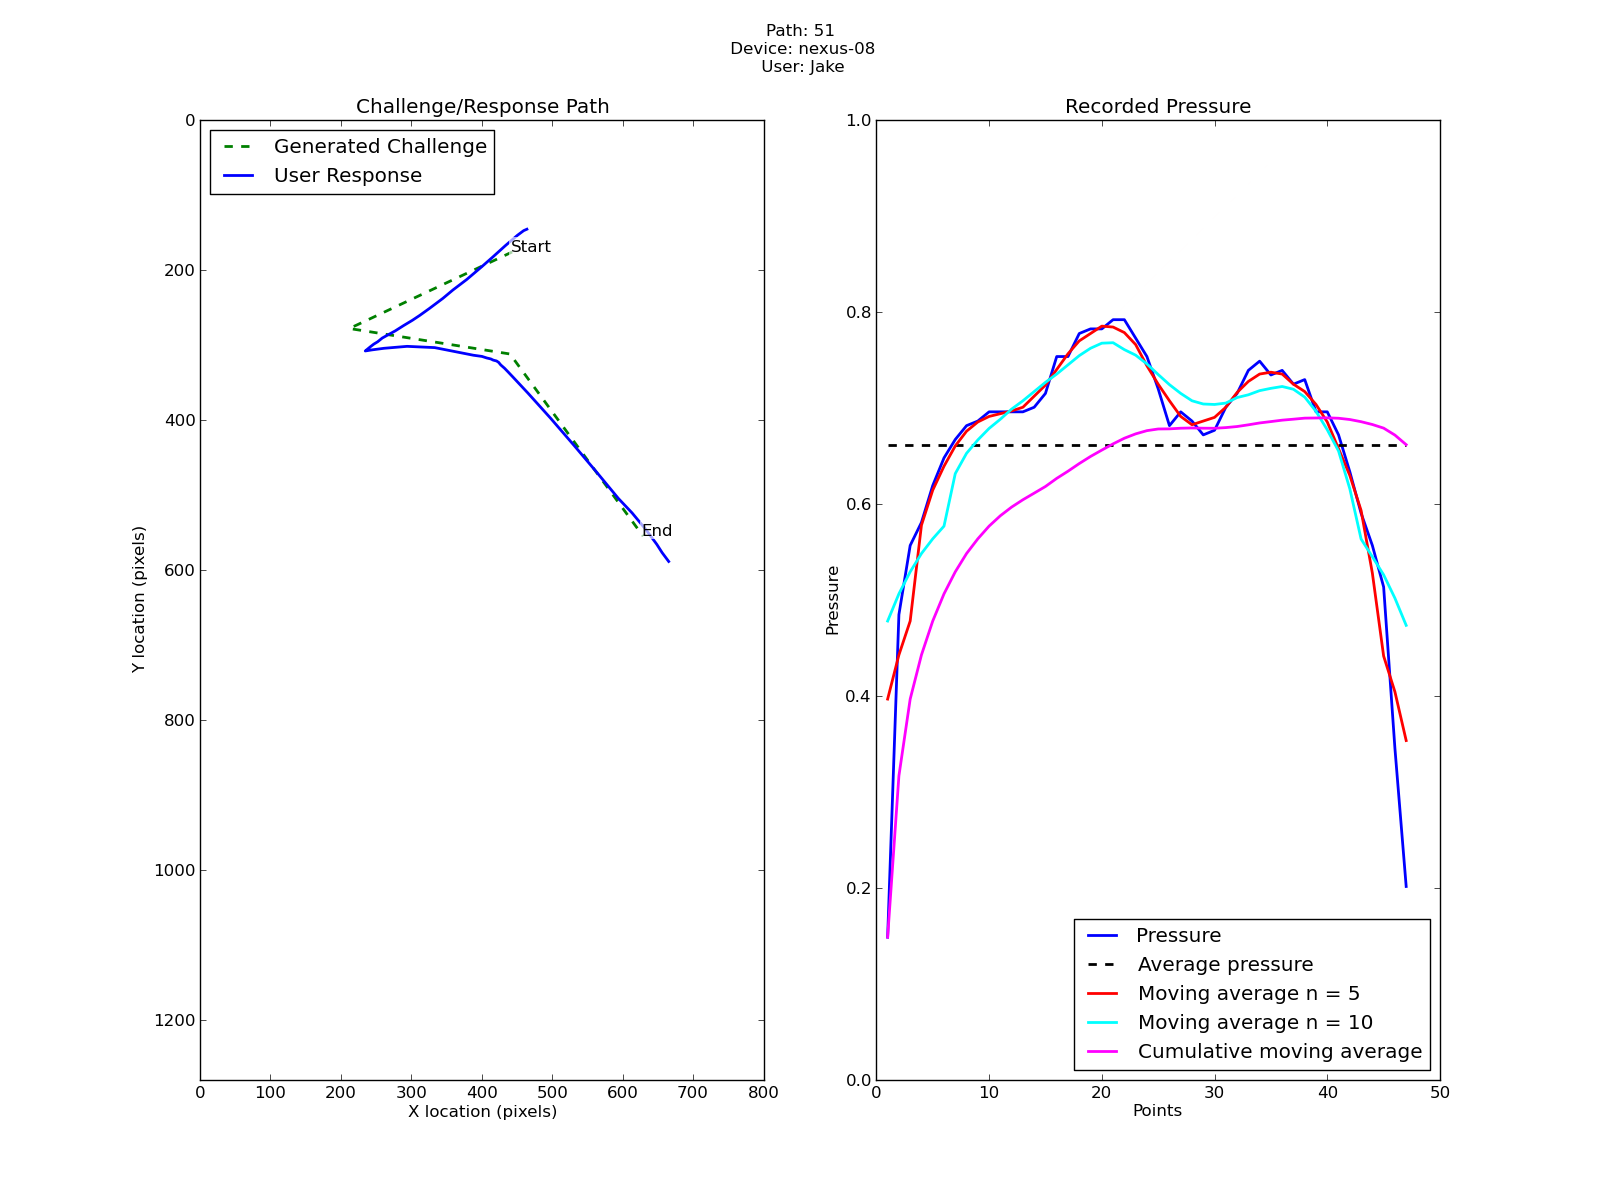 Path: 51
Device: nexus-08
User: Jake
Challenge/Response Path
Generated Challenge
User Response
Start
End
0
200
400
600
800
1000
1200
Y location (pixels)
0 100 200 300 400 500 600 700 800
X location (pixels)
Recorded Pressure
1.0
0.8
0.6
0.4
0.2
0.0
Pressure
Pressure
Average pressure
Moving average n = 5
Moving average n = 10
Cumulative moving average
0 10 20 30 40 50
Points